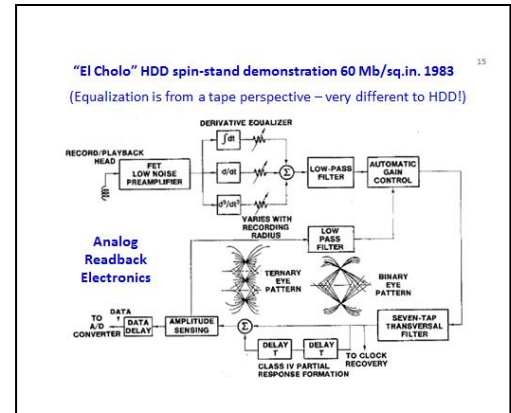 15
“El Cholo” HDD spin-stand demonstration 60 Mb/sq.in. 1983
(Equalization is from a tape perspective – very different to HDD!)
DERIVATIVE EQUALIZER
∫dt
RECORD/PLAYBACK
HEAD
FET
LOW NOISE
PREAMPLIFIER
d/dt
Σ
LOW-PASS
FILTER
AUTOMATIC
GAIN
CONTROL
VARIES WITH
RECORDING
RADIUS
LOW
PASS
FILTER
Analog
Readback
Electronics
TERNARY
EYE
PATTERN
BINARY
EYE
PATTERN
DATA
TO
A/D
CONVERTER
DATA
DELAY
AMPLITUDE
SENSING
Σ
SEVEN-TAP
TRANSVERSAL
FILTER
DELAY
T
DELAY
T
TO CLOCK
RECOVERY
CLASS IV PARTIAL
RESPONSE FORMATION